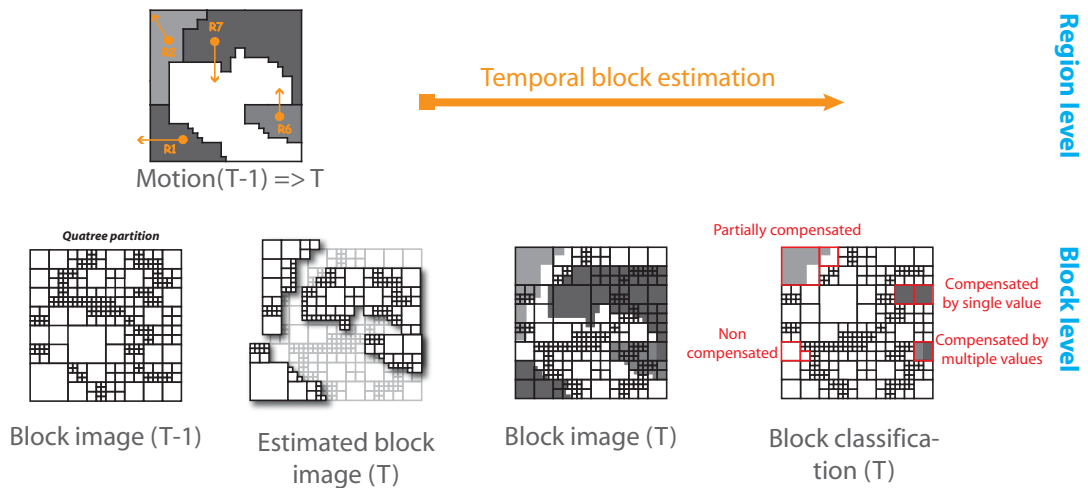 R7
R2
Temporal block estimation
R6
R1
Region level
Motion(T-1) => T
Quatree partition
Partially compensated
Compensated
by single value
Non
compensated
Compensated by
multiple values
Block level
Block image (T-1)
Estimated block
image (T)
Block image (T)
Block classifica-
tion (T)